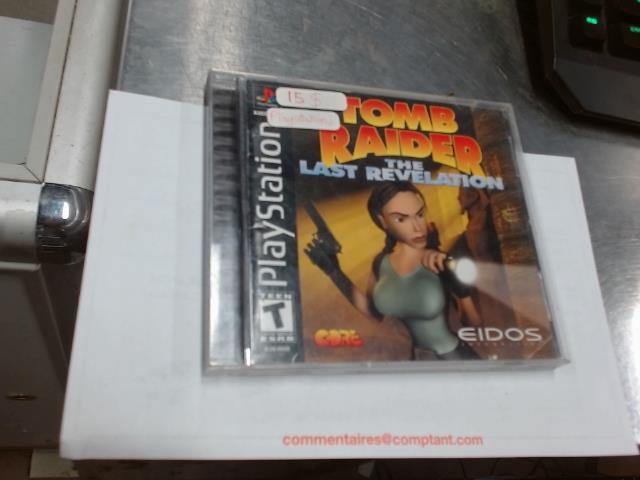 15 $
Playstation
PlayStation
TOMB
RAIDER
THE
LAST REVELATION
TEEN
T
ESRB
CORE
EIDOS
commentaires@comptant.com